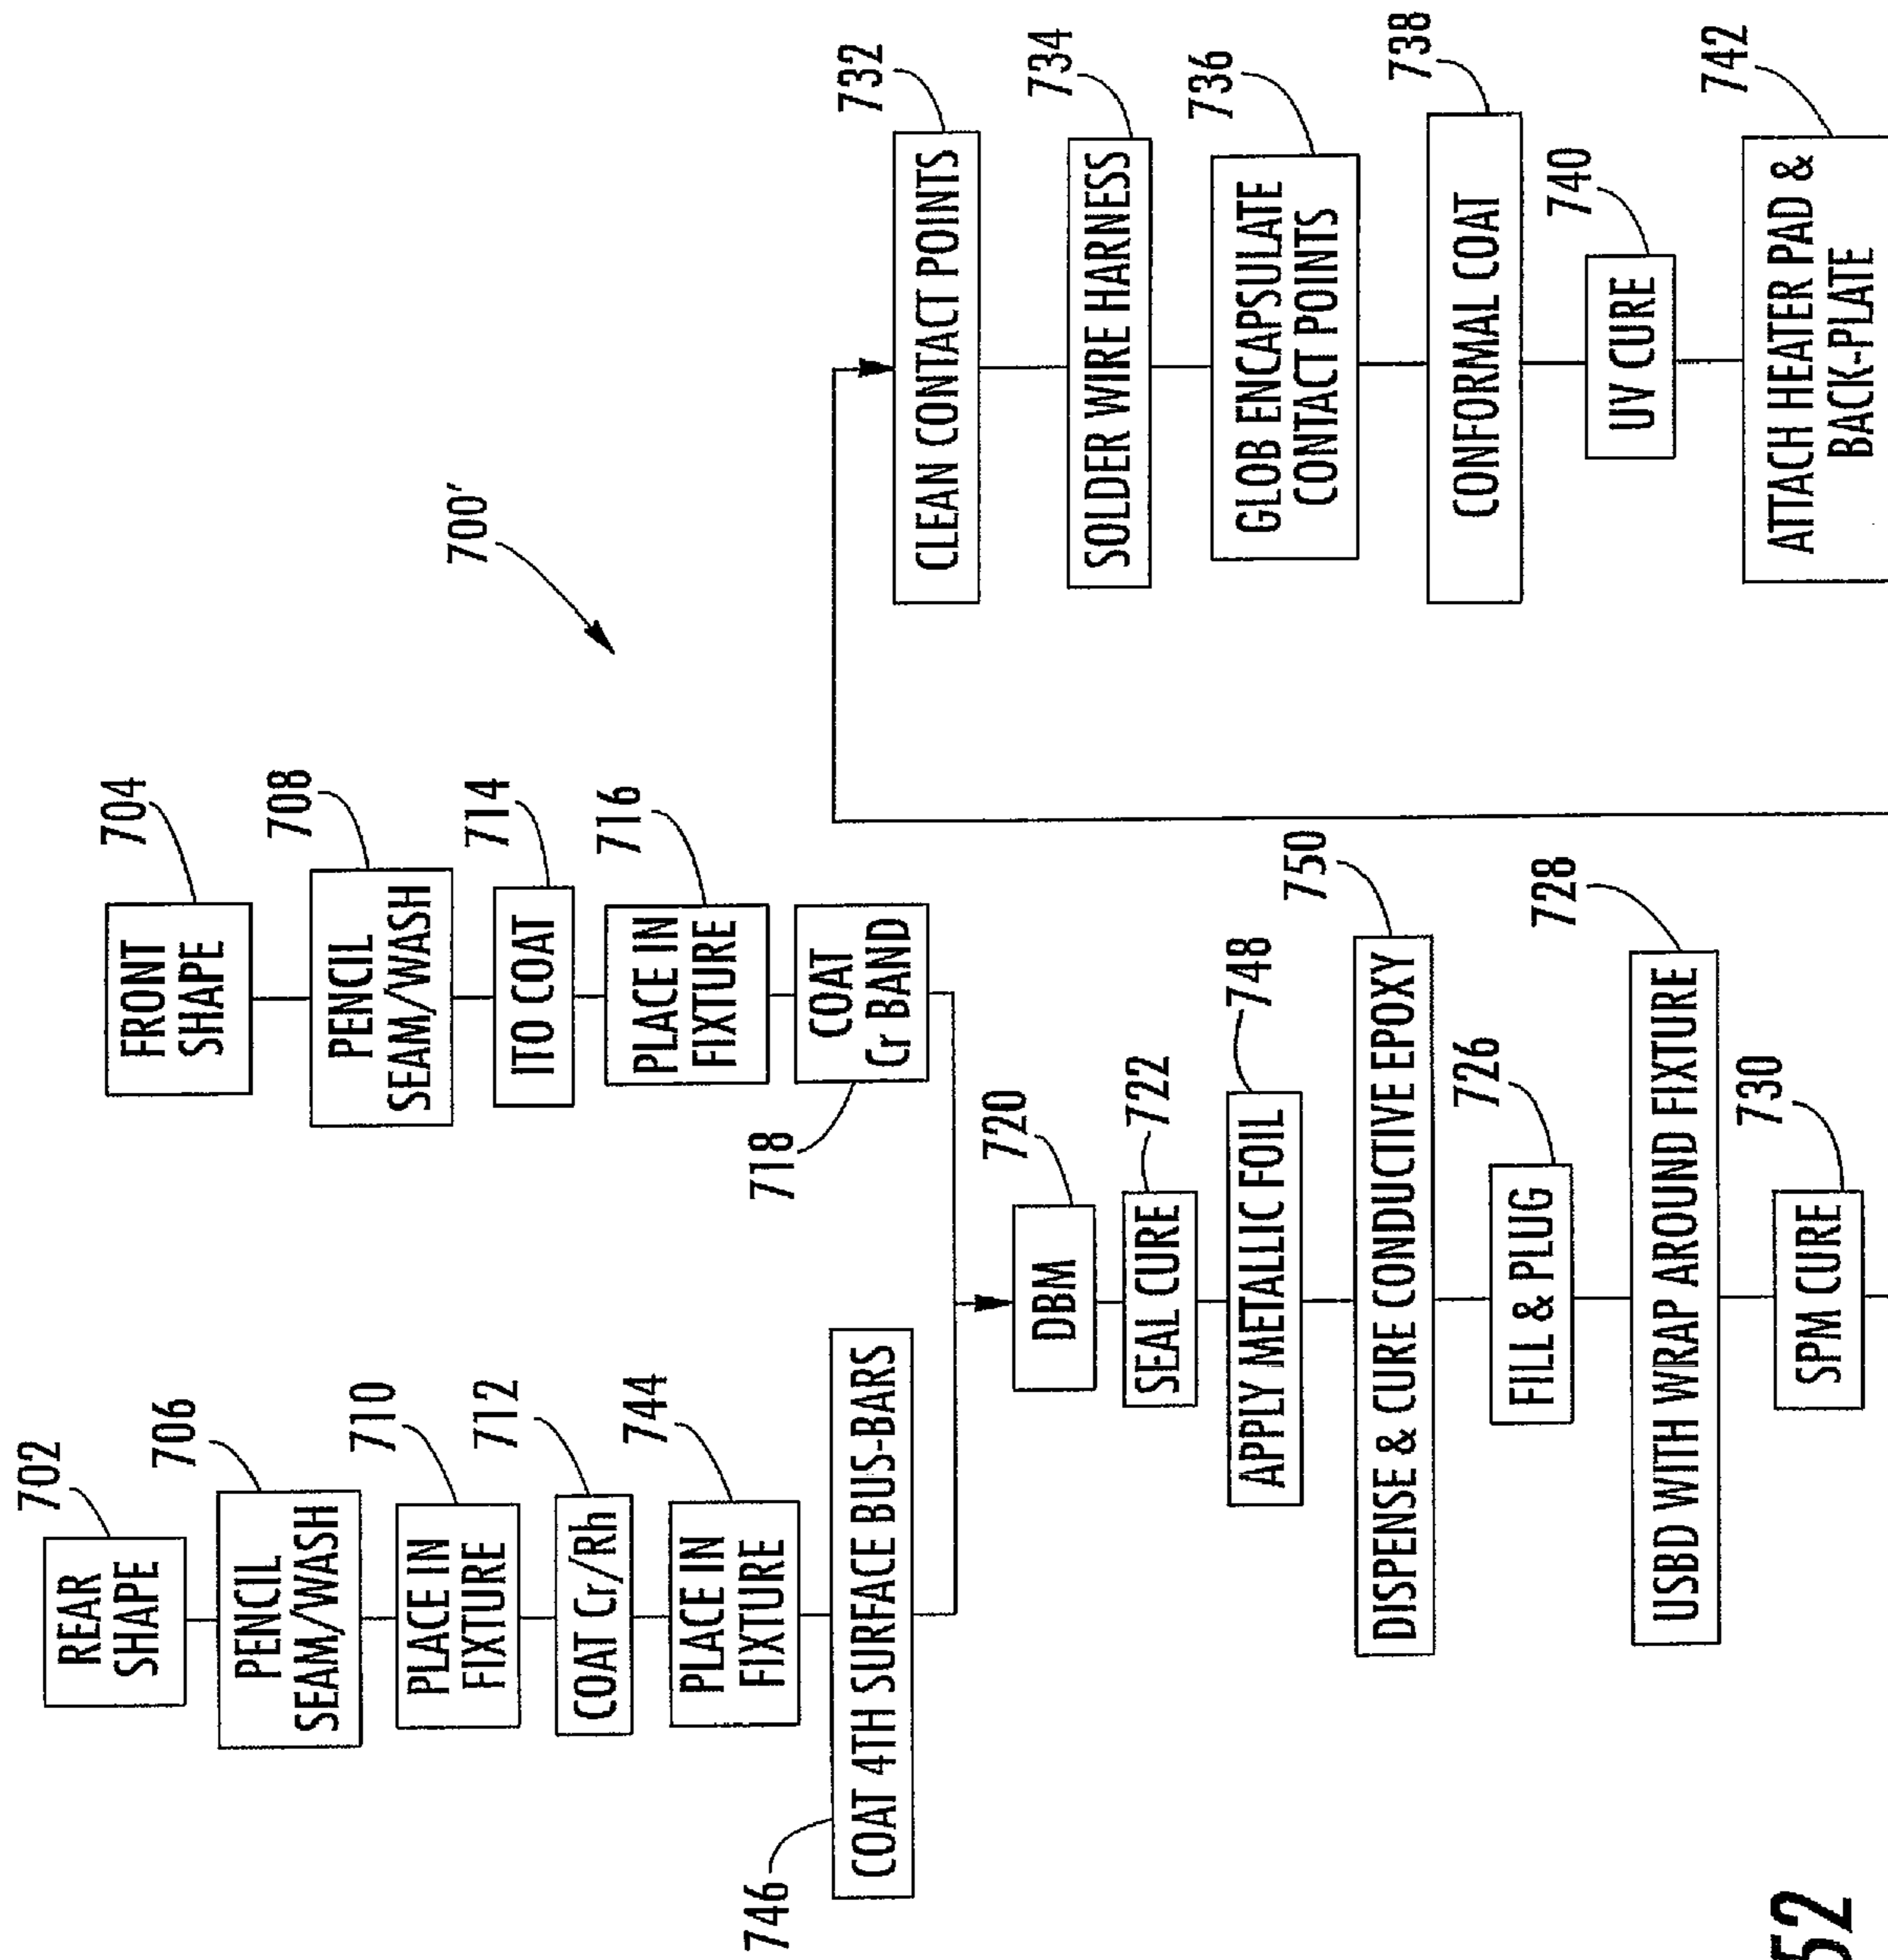 702
REAR
SHAPE
706
PENCIL
SEAM/WASH
710
PLACE IN
FIXTURE
712
COAT Cr/Rh
744
PLACE IN
FIXTURE
746
COAT 4TH SURFACE BUS-BARS
704
FRONT
SHAPE
708
PENCIL
SEAM/WASH
714
ITO COAT
716
PLACE IN
FIXTURE
718
COAT
Cr BAND
700'
720
DBM
722
SEAL CURE
748
APPLY METALLIC FOIL
750
DISPENSE & CURE CONDUCTIVE EPOXY
726
FILL & PLUG
728
USBD WITH WRAP AROUND FIXTURE
730
SPM CURE
732
CLEAN CONTACT POINTS
734
SOLDER WIRE HARNESS
736
GLOB ENCAPSULATE
CONTACT POINTS
738
CONFORMAL COAT
740
UV CURE
742
ATTACH HEATER PAD &
BACK-PLATE
52